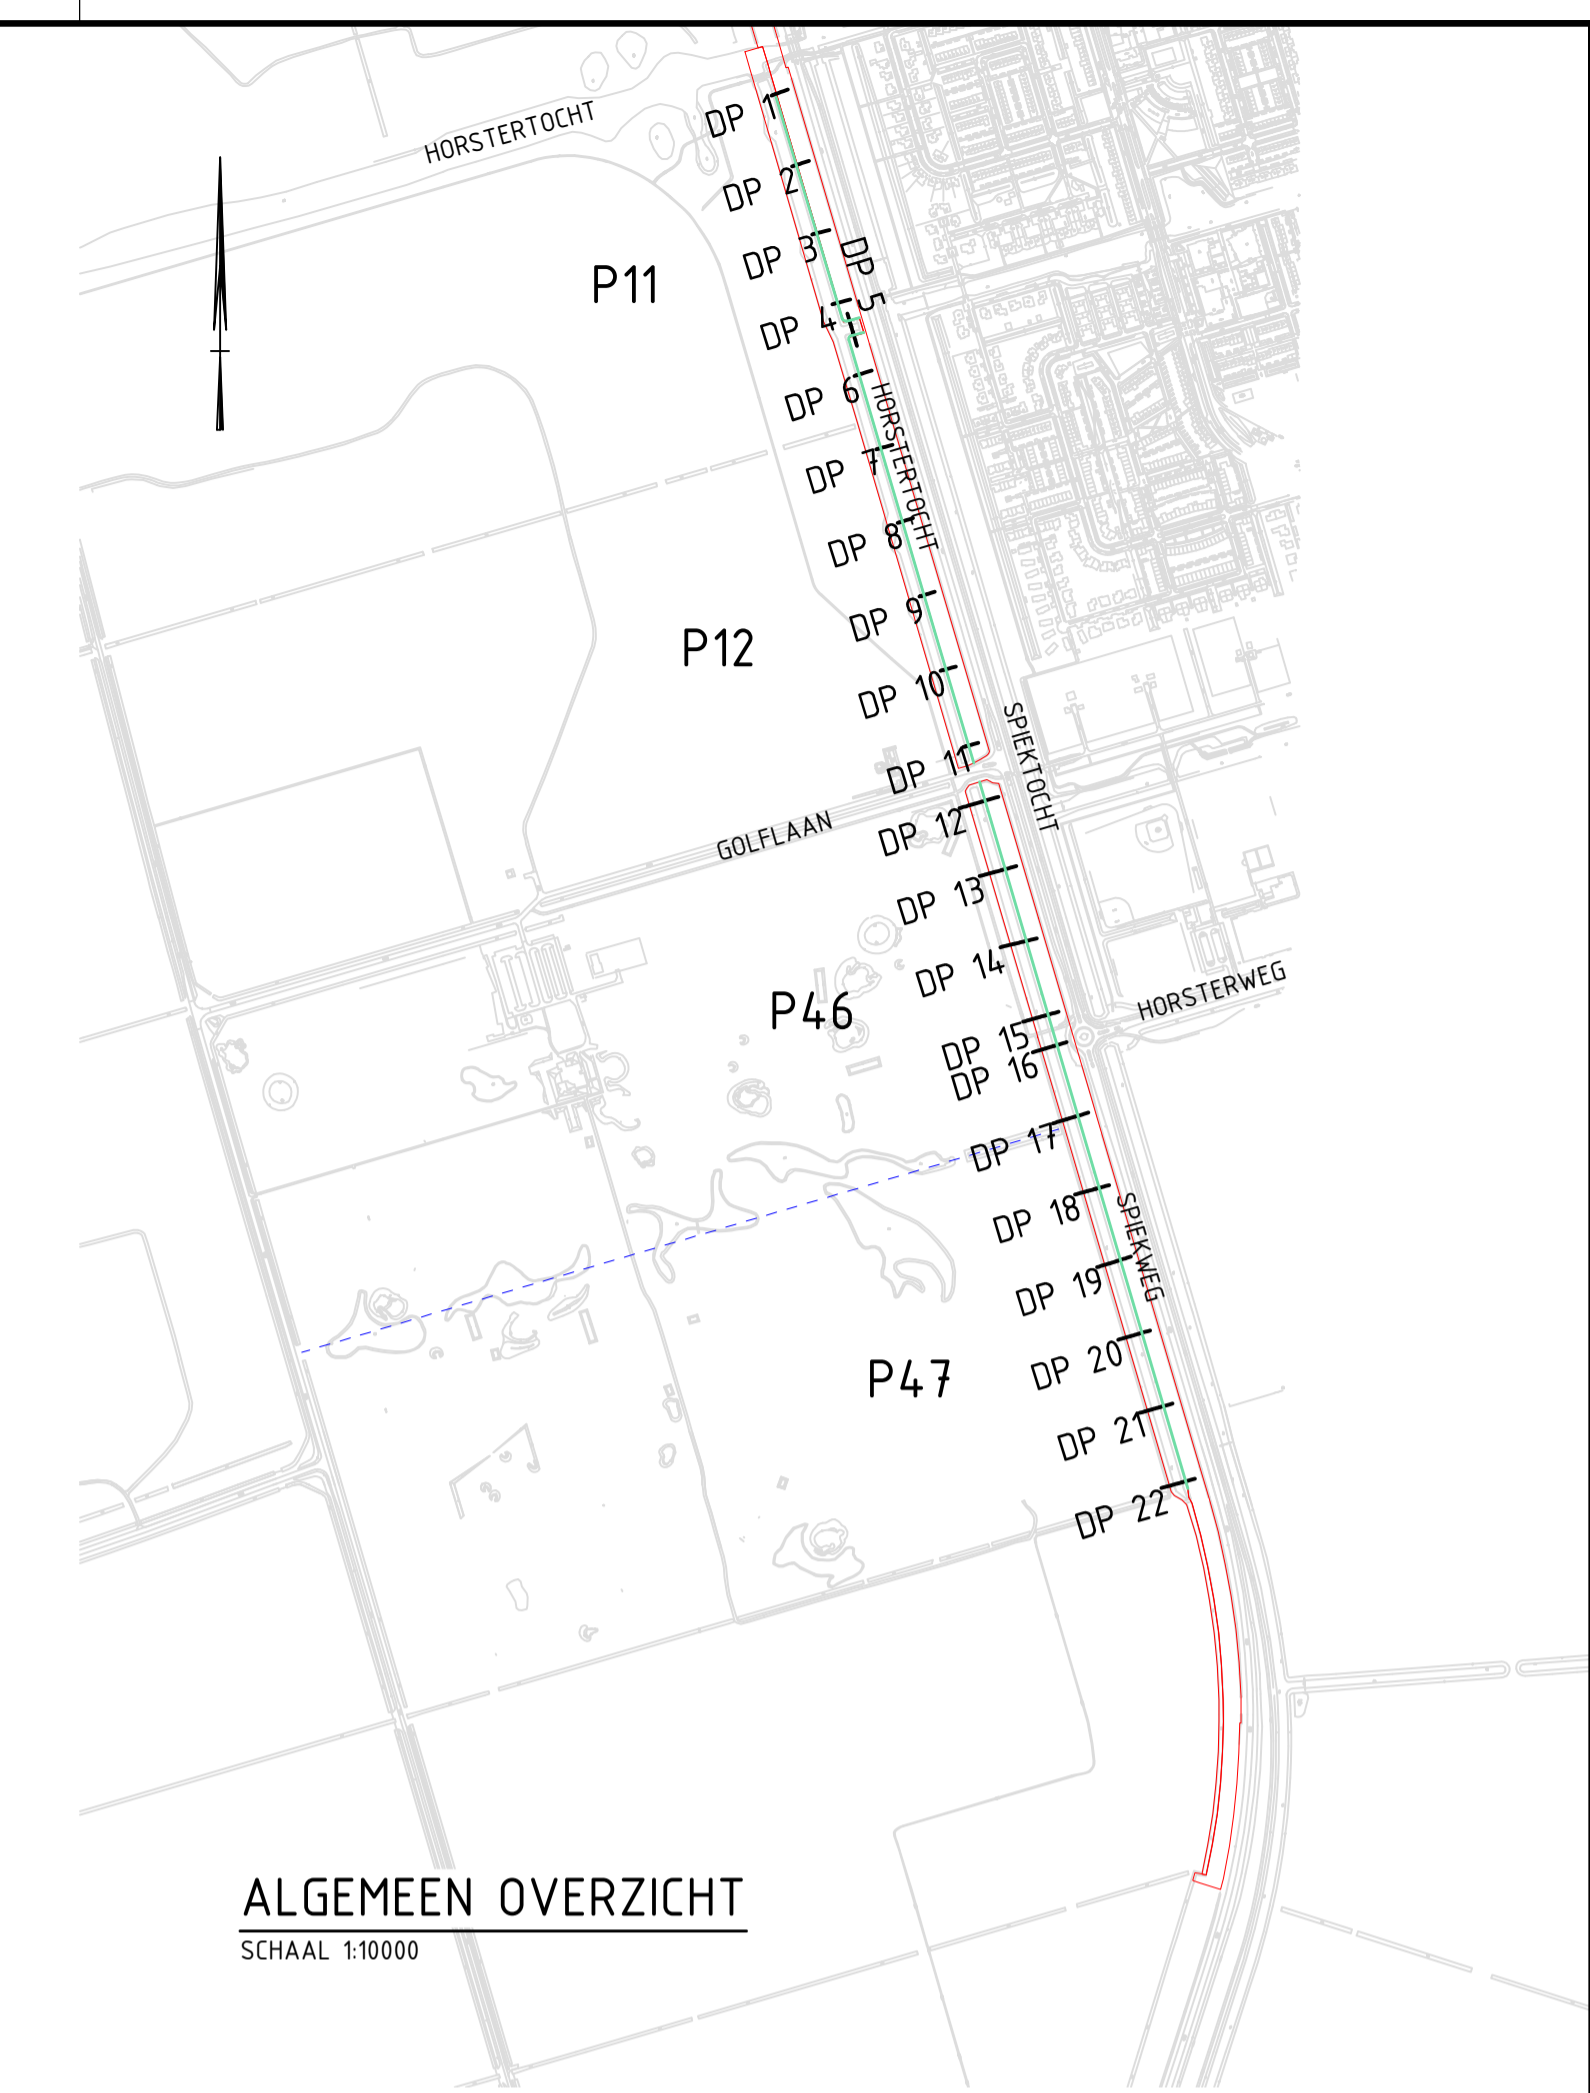 HORSTERTOCHT
DP 1
DP 2
DP 3
DP 5
P11
DP 4
DP 6
HORSTERTOCHT
DP 7
DP 8
DP 9
P12
DP 10
SPIEKTOCHT
DP 11
GOLFLAAN
DP 12
DP 13
DP 14
HORSTERWEG
P46
DP 15
DP 16
DP 17
DP 18
SPIEKWEG
DP 19
DP 20
P47
DP 21
DP 22
ALGEMEEN OVERZICHT
SCHAAL 1:10000